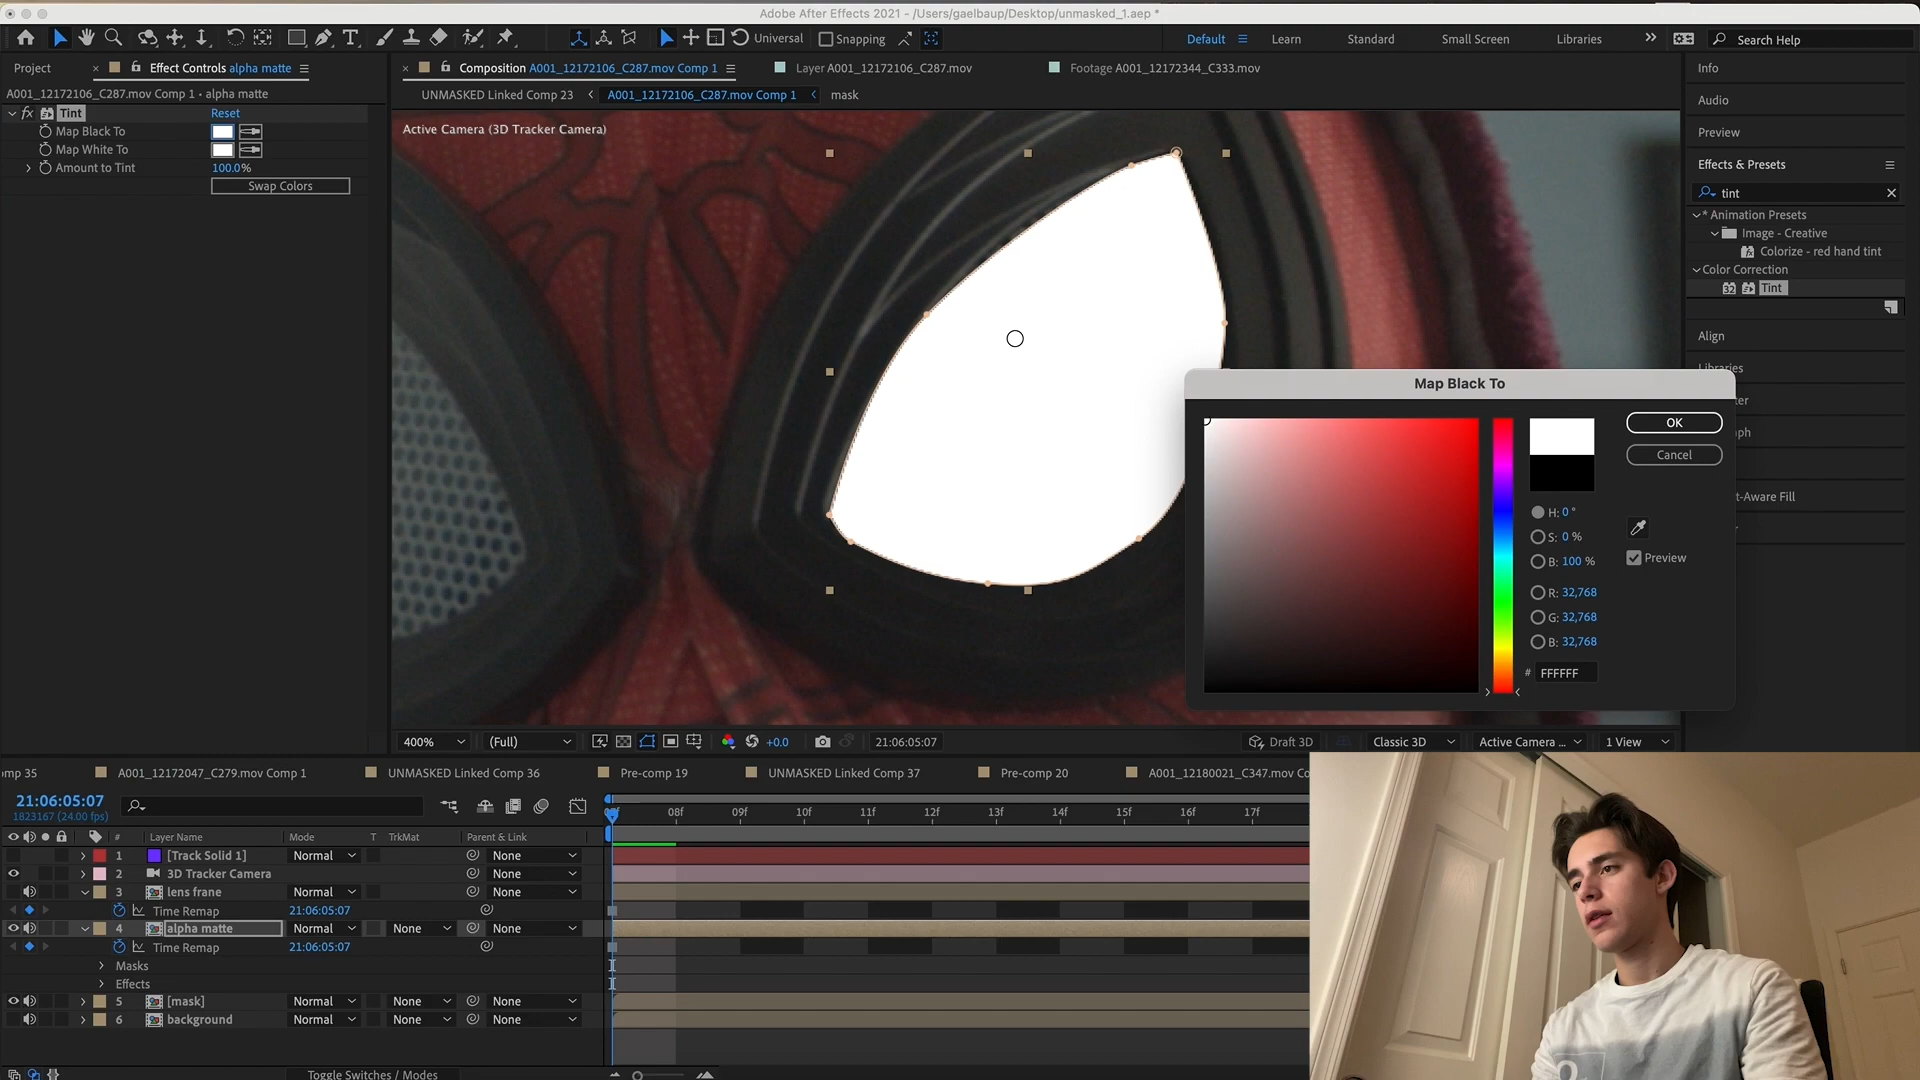 Adobe After Effects 2021 - /Users/gaelbaup/Desktop/unmasked_1.aep *
Universal
Snapping
Default
Learn
Standard
Small Screen
Libraries
Search Help
Project
Effect Controls alpha matte
Composition A001_12172106_C287.mov Comp 1
Layer A001_12172106_C287.mov
Footage A001_12172344_C333.mov
Info
A001_12172106_C287.mov Comp 1 • alpha matte
UNMASKED Linked Comp 23
A001_12172106_C287.mov Comp 1
mask
Audio
fx Tint
Reset
Map Black To
Map White To
Amount to Tint
100.0%
Swap Colors
Active Camera (3D Tracker Camera)
Preview
Effects & Presets
tint
* Animation Presets
Image - Creative
Colorize - red hand tint
Color Correction
32
Tint
Align
Libraries
Map Black To
OK
Cancel
H: 0 °
S: 0 %
B: 100 %
R: 32,768
G: 32,768
B: 32,768
# FFFFFF
Preview
t-Aware Fill
400%
(Full)
+0.0
21:06:05:07
Draft 3D
Classic 3D
Active Camera ...
1 View
mp 35
A001_12172047_C279.mov Comp 1
UNMASKED Linked Comp 36
Pre-comp 19
UNMASKED Linked Comp 37
Pre-comp 20
A001_12180021_C347.mov Co
21:06:05:07
1823167 (24.00 fps)
08f
09f
10f
11f
12f
13f
14f
15f
16f
17f
#
Layer Name
Mode
T
TrkMat
Parent & Link
1
[Track Solid 1]
Normal
None
2
3D Tracker Camera
None
3
lens frane
Normal
None
Time Remap
21:06:05:07
4
alpha matte
Normal
None
None
Time Remap
21:06:05:07
Masks
Effects
5
[mask]
Normal
None
None
6
background
Normal
None
None
Toggle Switches / Modes